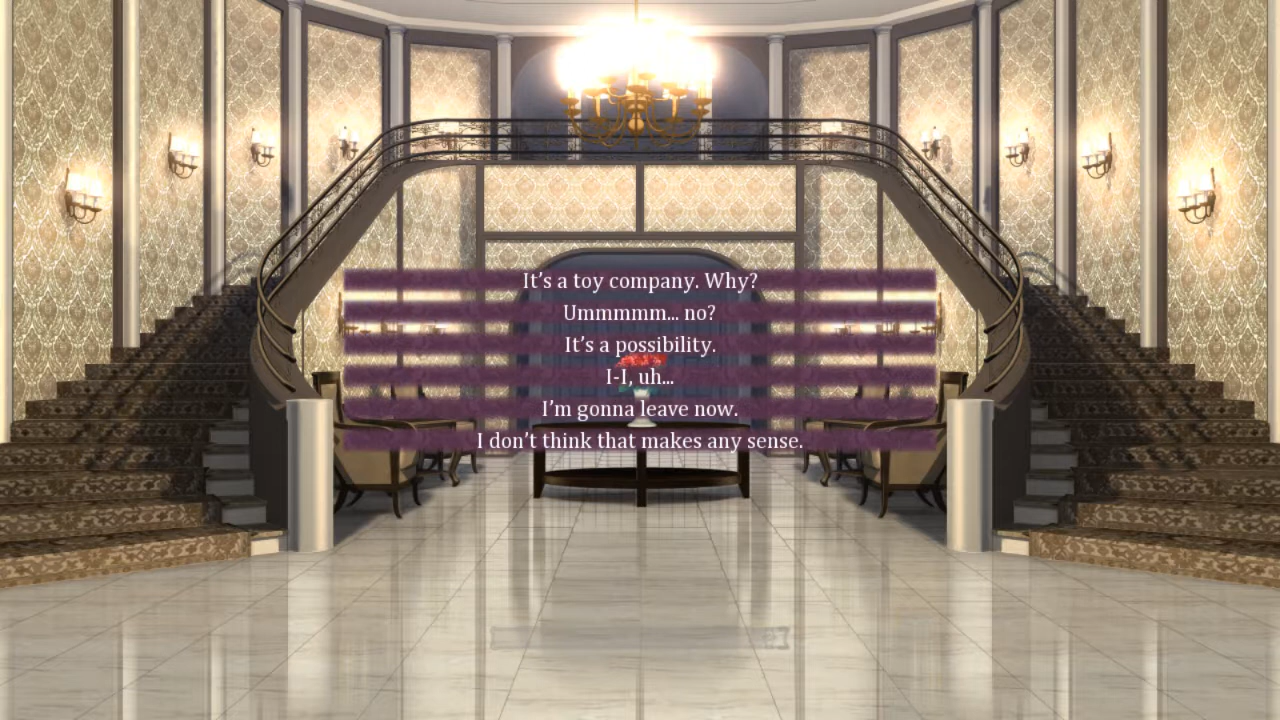 It's a toy company. Why?
Ummmmm... no?
It's a possibility.
I-I, uh...
I'm gonna leave now.
I don't think that makes any sense.